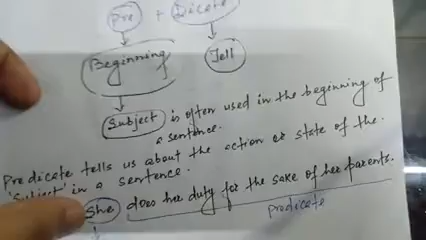 Pre + Dicate
Beginning Tell
Subject is often used in the beginning of
a sentence.
Predicate tells us about the action or state of the
'Subject' in a sentence.
She does her duty for the sake of her parents.
Predicate